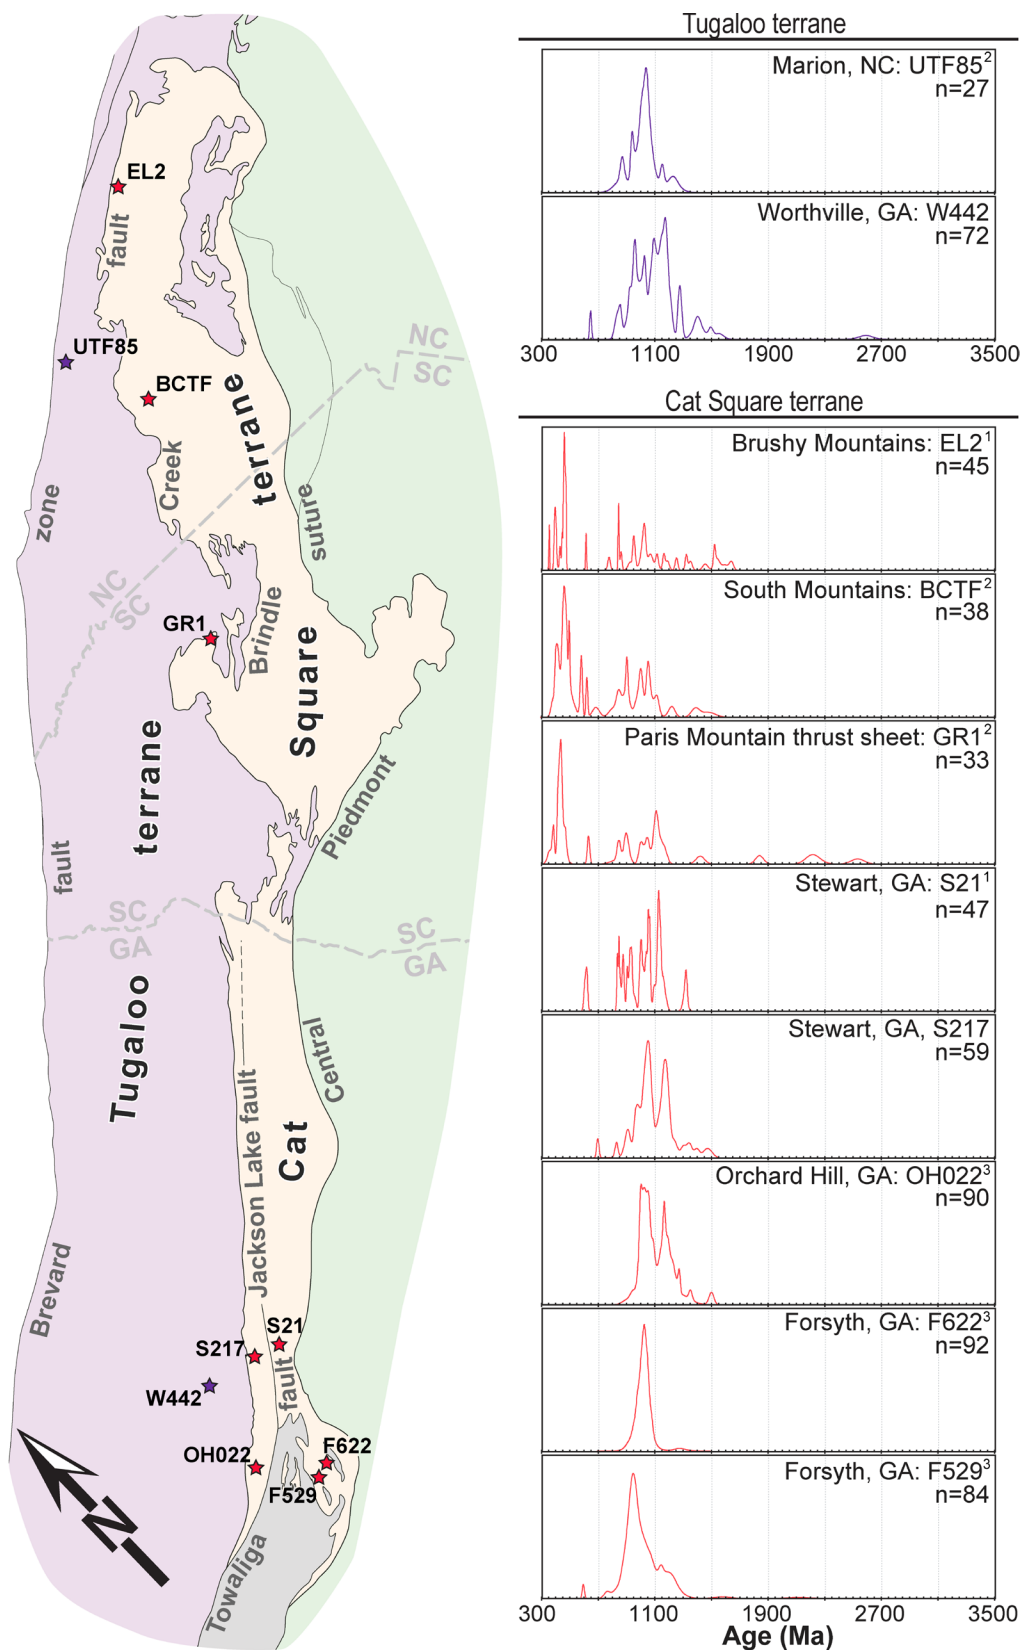 EL2
fault
UTF85
BCTF
terrane
NC
SC
zone
Creek
suture
NC
SC
GR1
Brindle
Square
terrane
Piedmont
fault
SC
GA
SC
GA
Tugaloo
Central
Jackson Lake fault
Cat
Brevard
S21
S217
fault
W442
OH022
F622
F529
N
Towaliga
Tugaloo terrane
Marion, NC: UTF85²
n=27
Worthville, GA: W442
n=72
300 1100 1900 2700 3500
Cat Square terrane
Brushy Mountains: EL2¹
n=45
South Mountains: BCTF²
n=38
Paris Mountain thrust sheet: GR1²
n=33
Stewart, GA: S21¹
n=47
Stewart, GA, S217
n=59
Orchard Hill, GA: OH022³
n=90
Forsyth, GA: F622³
n=92
Forsyth, GA: F529³
n=84
300 1100 1900 2700 3500
Age (Ma)